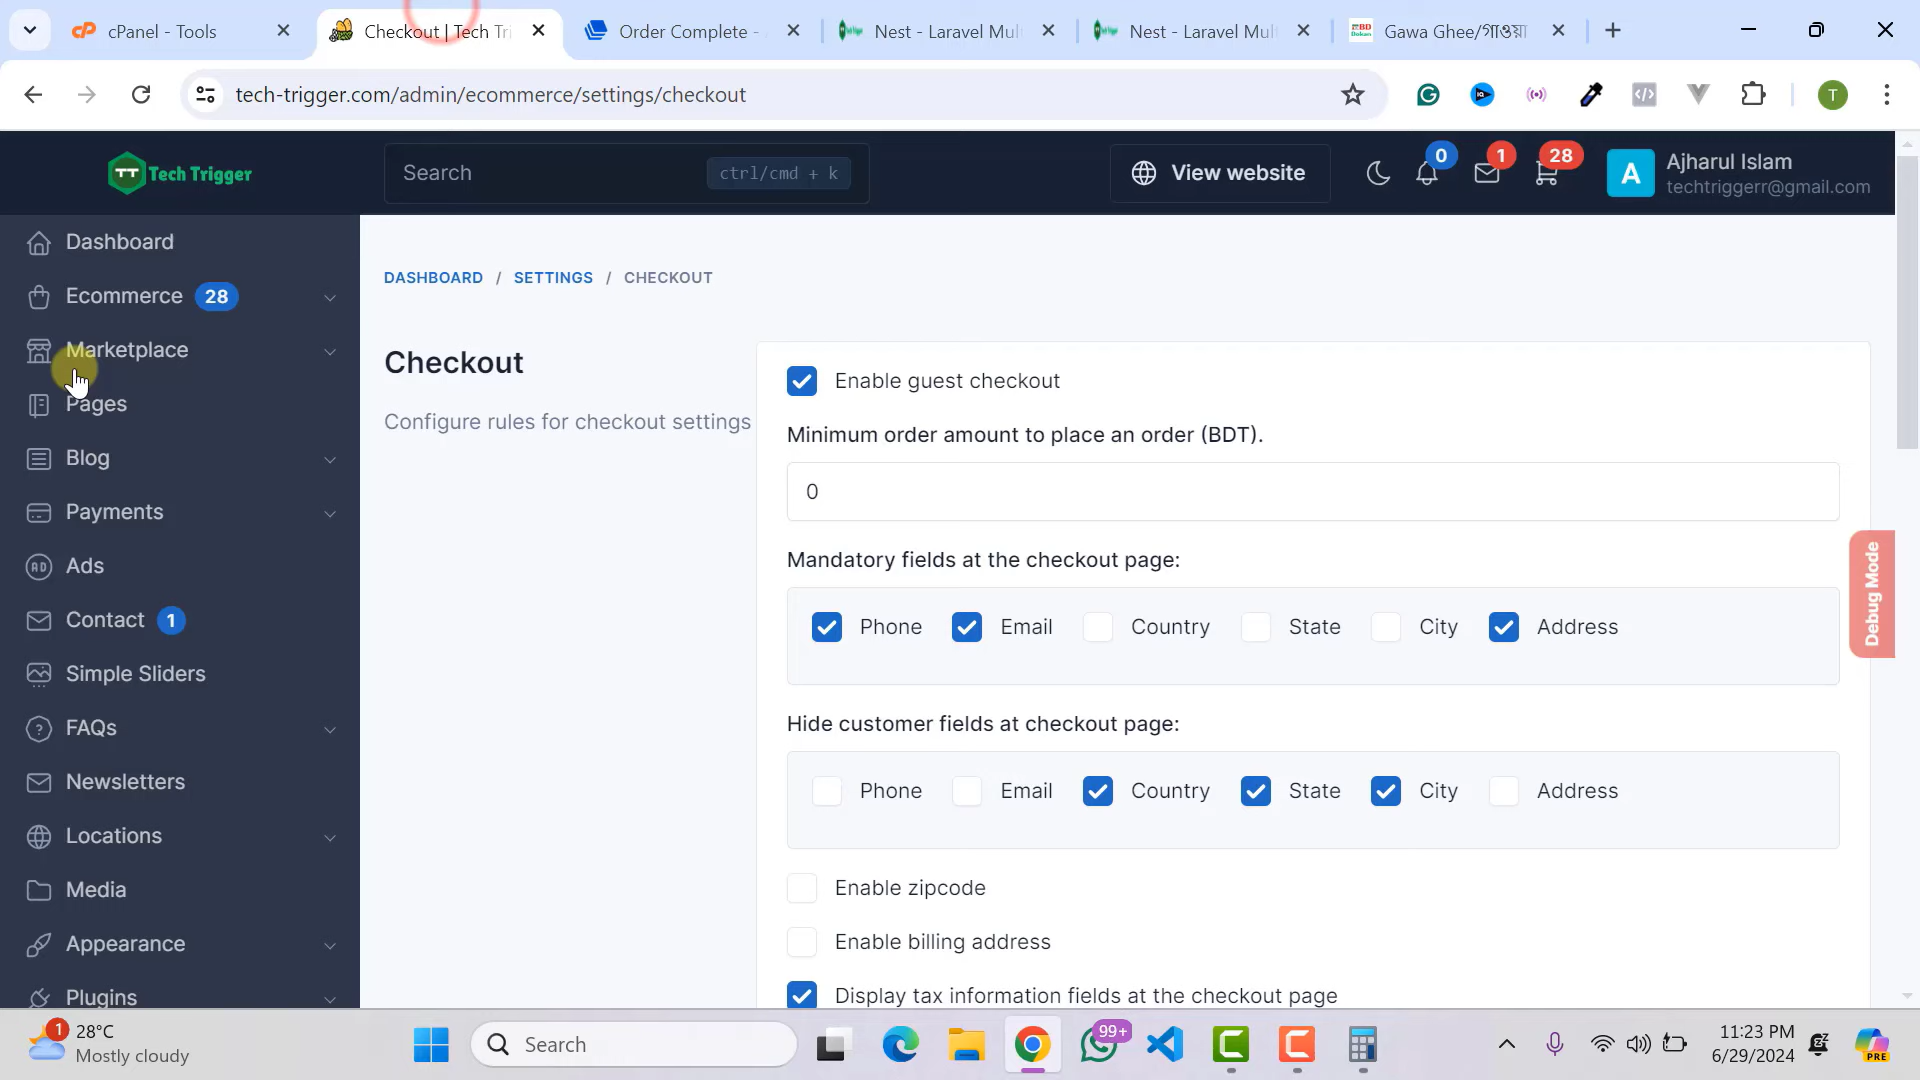 cPanel - Tools
Checkout | Tech Tri
Order Complete -
Nest - Laravel Mul
Nest - Laravel Mul
Gawa Ghee/গাওয়া
tech-trigger.com/admin/ecommerce/settings/checkout
T
Tech Trigger
Search
ctrl/cmd + k
View website
0
1
28
A
Ajharul Islam
techtriggerr@gmail.com
Dashboard
Ecommerce 28
Marketplace
Pages
Blog
Payments
Ads
Contact 1
Simple Sliders
FAQs
Newsletters
Locations
Media
Appearance
Plugins
DASHBOARD / SETTINGS / CHECKOUT
Checkout
Configure rules for checkout settings
Enable guest checkout
Minimum order amount to place an order (BDT).
0
Mandatory fields at the checkout page:
Phone Email Country State City Address
Hide customer fields at checkout page:
Phone Email Country State City Address
Enable zipcode
Enable billing address
Display tax information fields at the checkout page
Debug Mode
1
28°C
Mostly cloudy
Search
99+
11:23 PM
6/29/2024
PRE